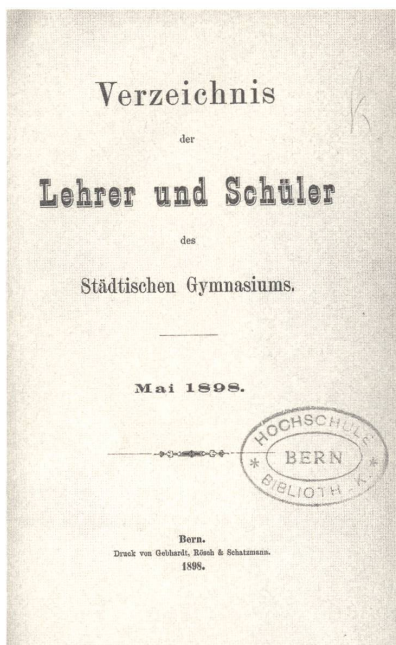 Verzeichnis
der
Lehrer und Schüler
des
Städtischen Gymnasiums.
Mai 1898.
HOCHSCHULE
* BERN *
BIBLIOTHEK
Bern.
Druck von Gebhardt, Rösch & Schatzmann.
1898.